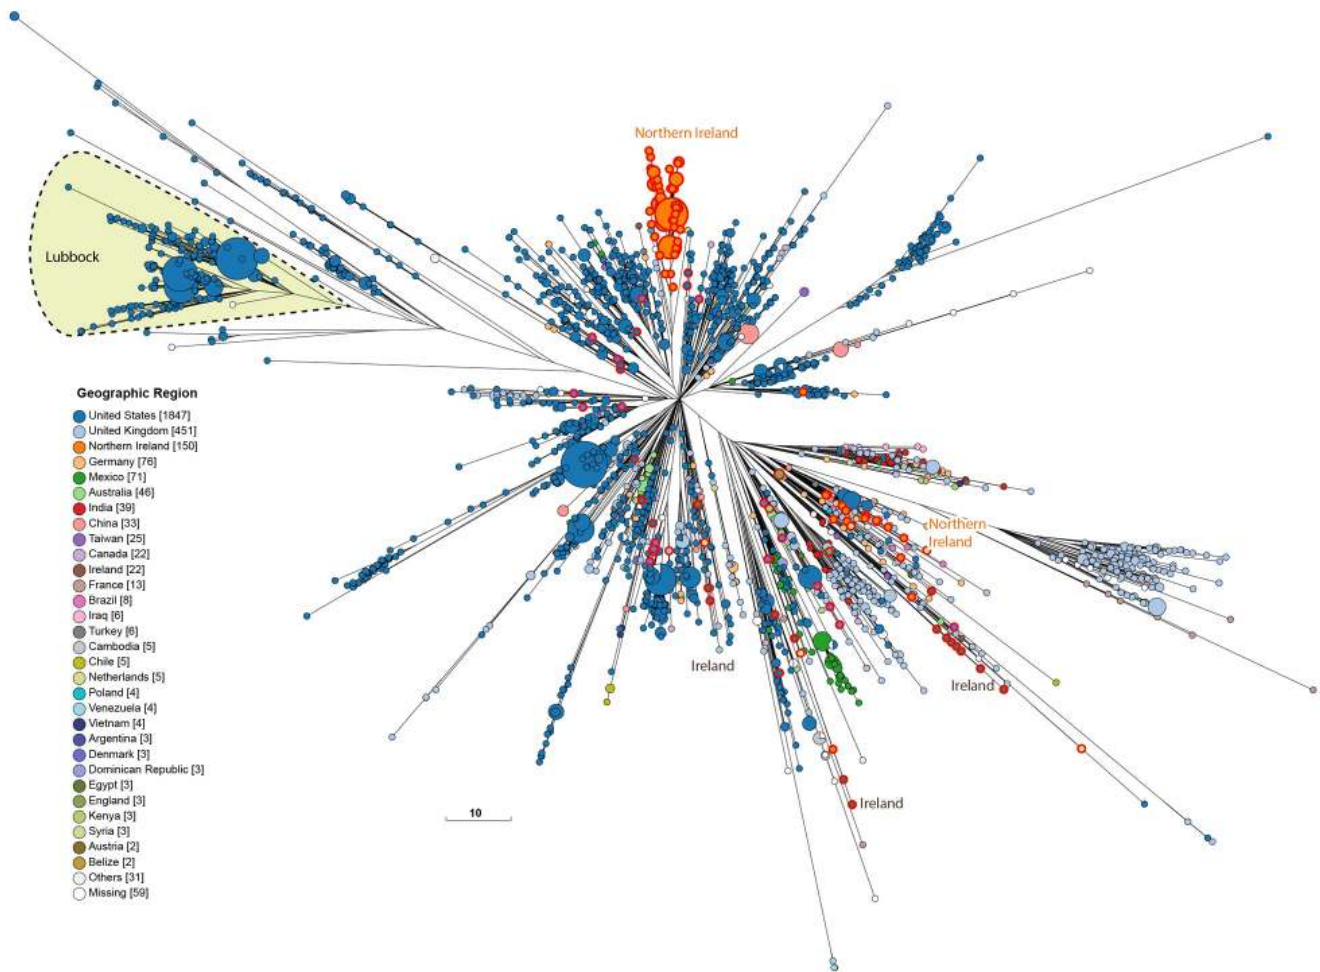 Northern Ireland
Lubbock
Geographic Region
United States [1847]
United Kingdom [451]
Northern Ireland [150]
Germany [76]
Mexico [71]
Australia [46]
India [39]
China [33]
Taiwan [25]
Canada [22]
Ireland [22]
France [13]
Brazil [8]
Iraq [6]
Turkey [6]
Cambodia [5]
Chile [5]
Netherlands [5]
Poland [4]
Venezuela [4]
Vietnam [4]
Argentina [3]
Denmark [3]
Dominican Republic [3]
Egypt [3]
England [3]
Kenya [3]
Syria [3]
Austria [2]
Belize [2]
Others [31]
Missing [59]
Northern
Ireland
Ireland
Ireland
Ireland
10